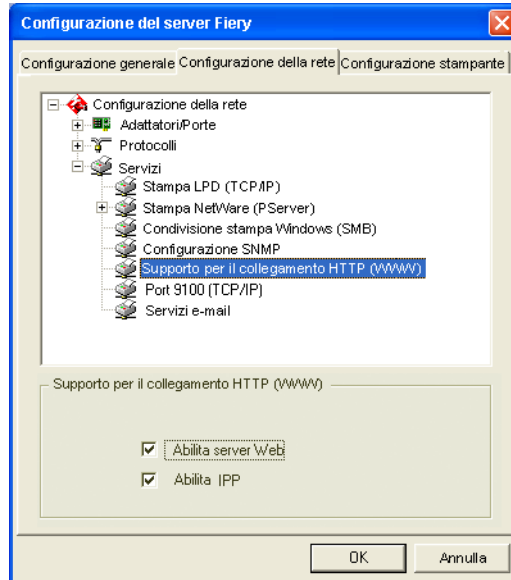 Configurazione del server Fiery
Configurazione generale Configurazione della rete Configurazione stampante
Configurazione della rete
Adattatori/Porte
Protocolli
Servizi
Stampa LPD (TCP/IP)
Stampa NetWare (PServer)
Condivisione stampa Windows (SMB)
Configurazione SNMP
Supporto per il collegamento HTTP (WWW)
Port 9100 (TCP/IP)
Servizi e-mail
Supporto per il collegamento HTTP (WWW)
Abilita server Web
Abilita IPP
OK Annulla